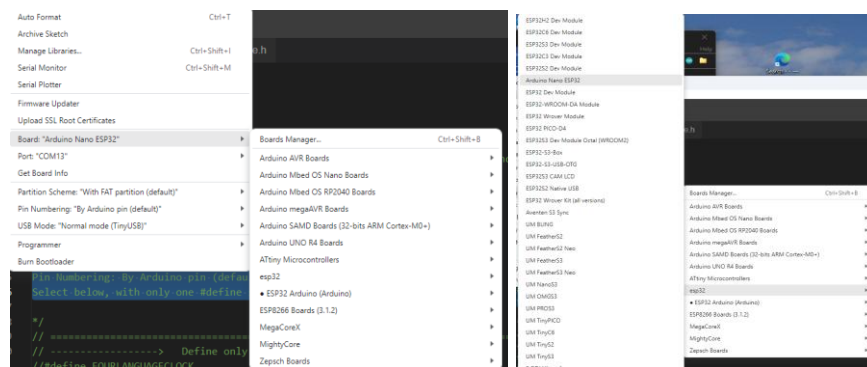 Auto Format Ctrl+T
Archive Sketch
Manage Libraries... Ctrl+Shift+I
Serial Monitor Ctrl+Shift+M
Serial Plotter
Firmware Updater
Upload SSL Root Certificates
Board: "Arduino Nano ESP32"
Port: "COM13"
Get Board Info
Partition Scheme: "With FAT partition (default)"
Pin Numbering: "By Arduino pin (default)"
USB Mode: "Normal mode (TinyUSB)"
Programmer
Burn Bootloader
e.h
Boards Manager... Ctrl+Shift+B
Arduino AVR Boards
Arduino Mbed OS Nano Boards
Arduino Mbed OS RP2040 Boards
Arduino megaAVR Boards
Arduino SAMD Boards (32-bits ARM Cortex-M0+)
Arduino UNO R4 Boards
ATtiny Microcontrollers
esp32
• ESP32 Arduino (Arduino)
ESP8266 Boards (3.1.2)
MegaCoreX
MightyCore
Zepsch Boards
Pin Numbering: By Arduino pin (defau
Select below, with only one #define
*/
// ==================================
// ------------------> Define only
//#define FOURLANGUAGECLOCK
ESP32H2 Dev Module
ESP32C6 Dev Module
ESP32S3 Dev Module
ESP32C3 Dev Module
ESP32S2 Dev Module
Arduino Nano ESP32
ESP32 Dev Module
ESP32-WROOM-DA Module
ESP32 Wrover Module
ESP32 PICO-D4
ESP32S3 Dev Module Octal (WROOM2)
ESP32-S3-Box
ESP32-S3-USB-OTG
ESP32S3 CAM LCD
ESP32S2 Native USB
ESP32 Wrover Kit (all versions)
Aventen S3 Sync
UM BLING
UM FeatherS2
UM FeatherS2 Neo
UM FeatherS3
UM FeatherS3 Neo
UM NanoS3
UM OMGS3
UM PROS3
UM TinyPICO
UM TinyC6
UM TinyS2
UM TinyS3
Help
e.h
Boards Manager... Ctrl+Shift+B
Arduino AVR Boards
Arduino Mbed OS Nano Boards
Arduino Mbed OS RP2040 Boards
Arduino megaAVR Boards
Arduino SAMD Boards (32-bits ARM Cortex-M0+)
Arduino UNO R4 Boards
ATtiny Microcontrollers
esp32
• ESP32 Arduino (Arduino)
ESP8266 Boards (3.1.2)
MegaCoreX
MightyCore
Zepsch Boards